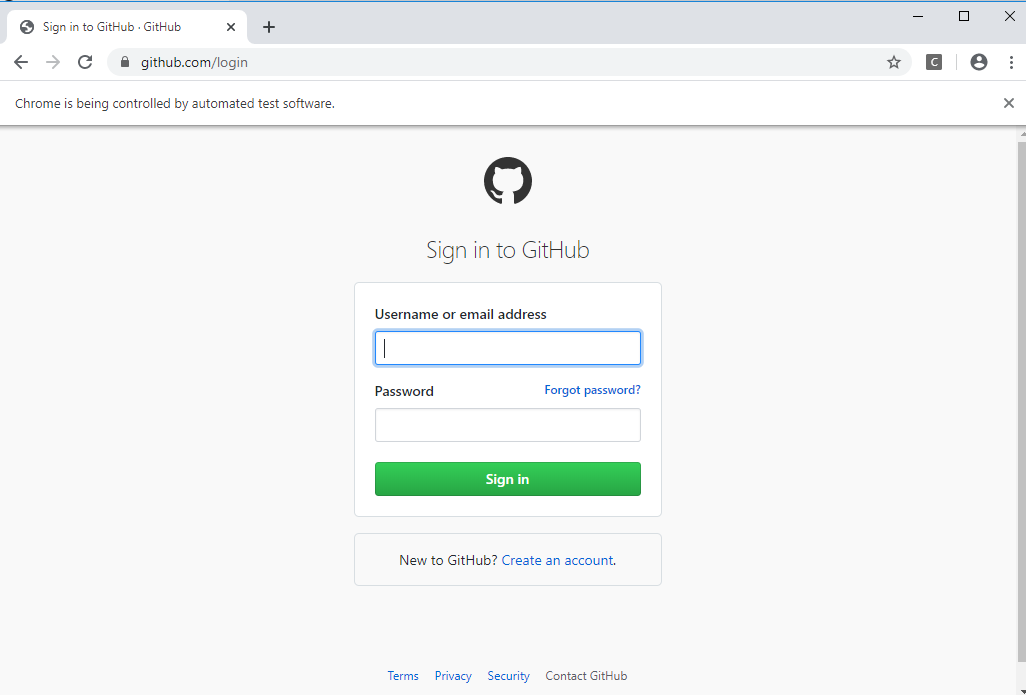 Sign in to GitHub · GitHub
github.com/login
C
Chrome is being controlled by automated test software.
Sign in to GitHub
Username or email address
Password Forgot password?
Sign in
New to GitHub? Create an account.
Terms Privacy Security Contact GitHub